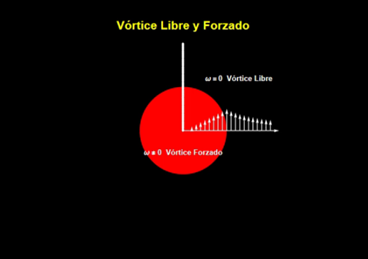 Vórtice Libre y Forzado
ω = 0 Vórtice Libre
ω ≠ 0 Vórtice Forzado